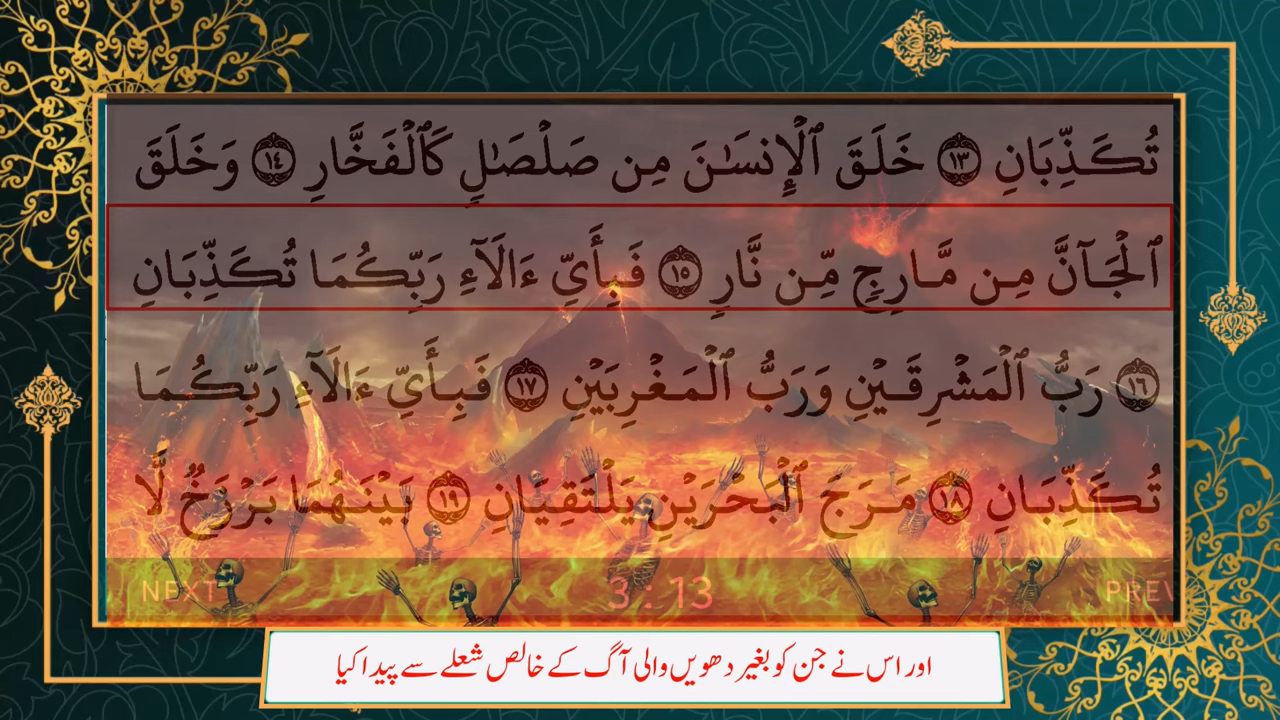 تُكَذِّبَانِ ١٣ خَلَقَ ٱلْإِنسَـٰنَ مِن صَلْصَـٰلٍ كَٱلْفَخَّارِ ١٤ وَخَلَقَ
ٱلْجَآنَّ مِن مَّارِجٍ مِّن نَّارٍ ١٥ فَبِأَىِّ ءَالَآءِ رَبِّكُمَا تُكَذِّبَانِ
١٦ رَبُّ ٱلْمَشْرِقَيْنِ وَرَبُّ ٱلْمَغْرِبَيْنِ ١٧ فَبِأَىِّ ءَالَآءِ رَبِّكُمَا
تُكَذِّبَانِ ١٨ مَرَجَ ٱلْبَحْرَيْنِ يَلْتَقِيَانِ ١٩ بَيْنَهُمَا بَرْزَخٌ لَّا
NEXT 3 : 13 PREV
اور اس نے جن کو بغیر دھویں والی آگ کے خالص شعلے سے پیدا کیا